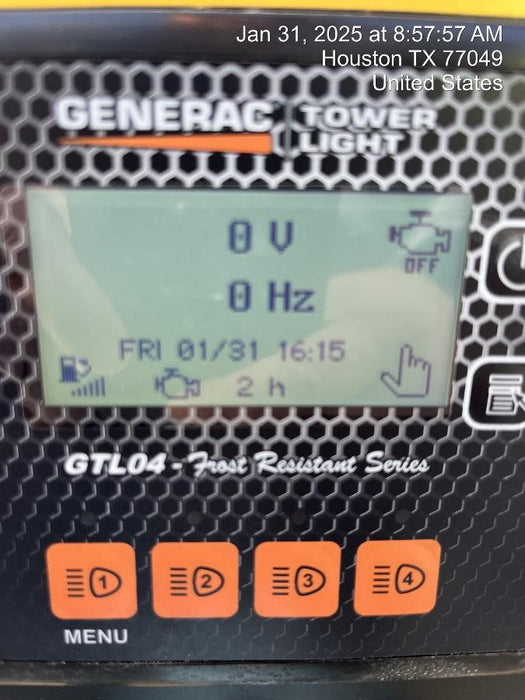 Jan 31, 2025 at 8:57:57 AM
Houston TX 77049
United States
GENERAC TOWER
LIGHT
0 V
OFF
0 Hz
FRI 01/31 16:15
2 h
GTL04 - Frost Resistant Series
1 2 3 4
MENU